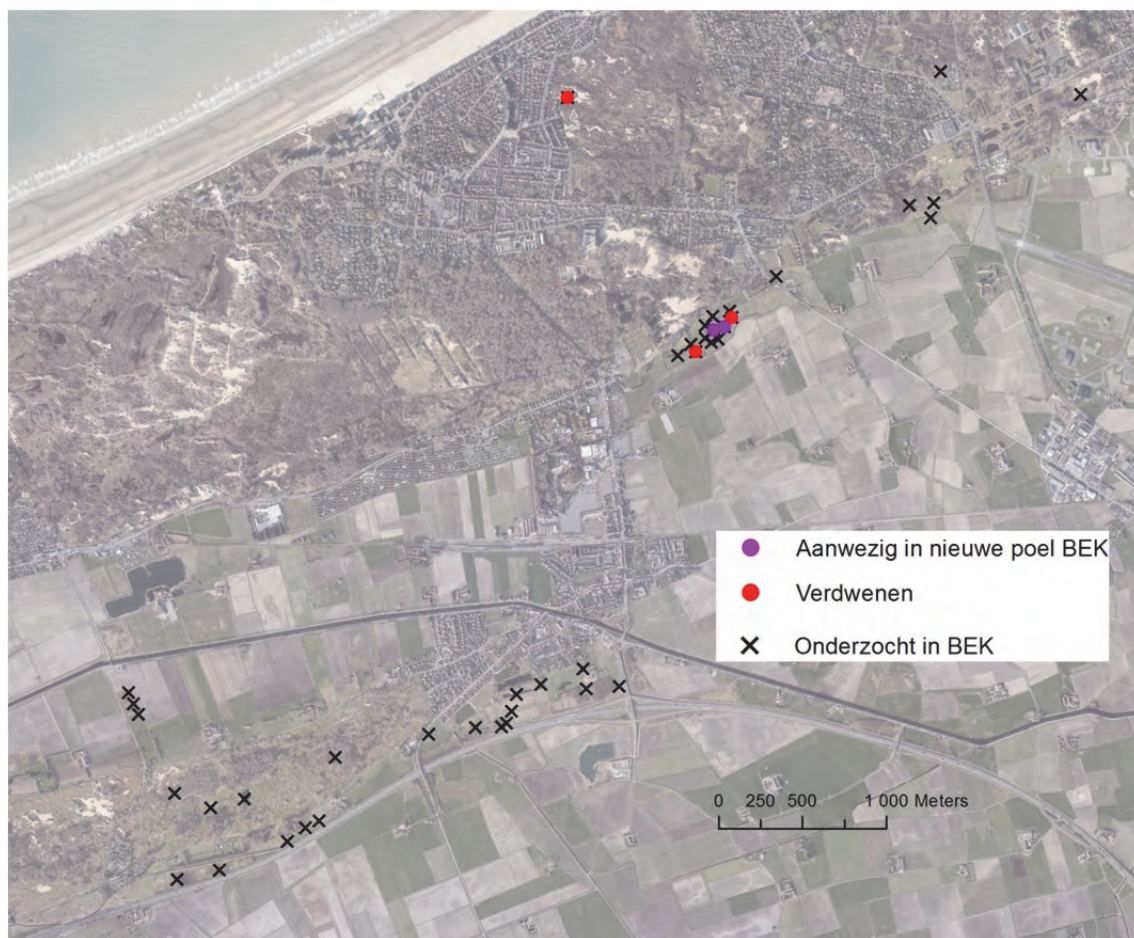 Aanwezig in nieuwe poel BEK
Verdwenen
Onderzocht in BEK
0 250 500 1 000 Meters